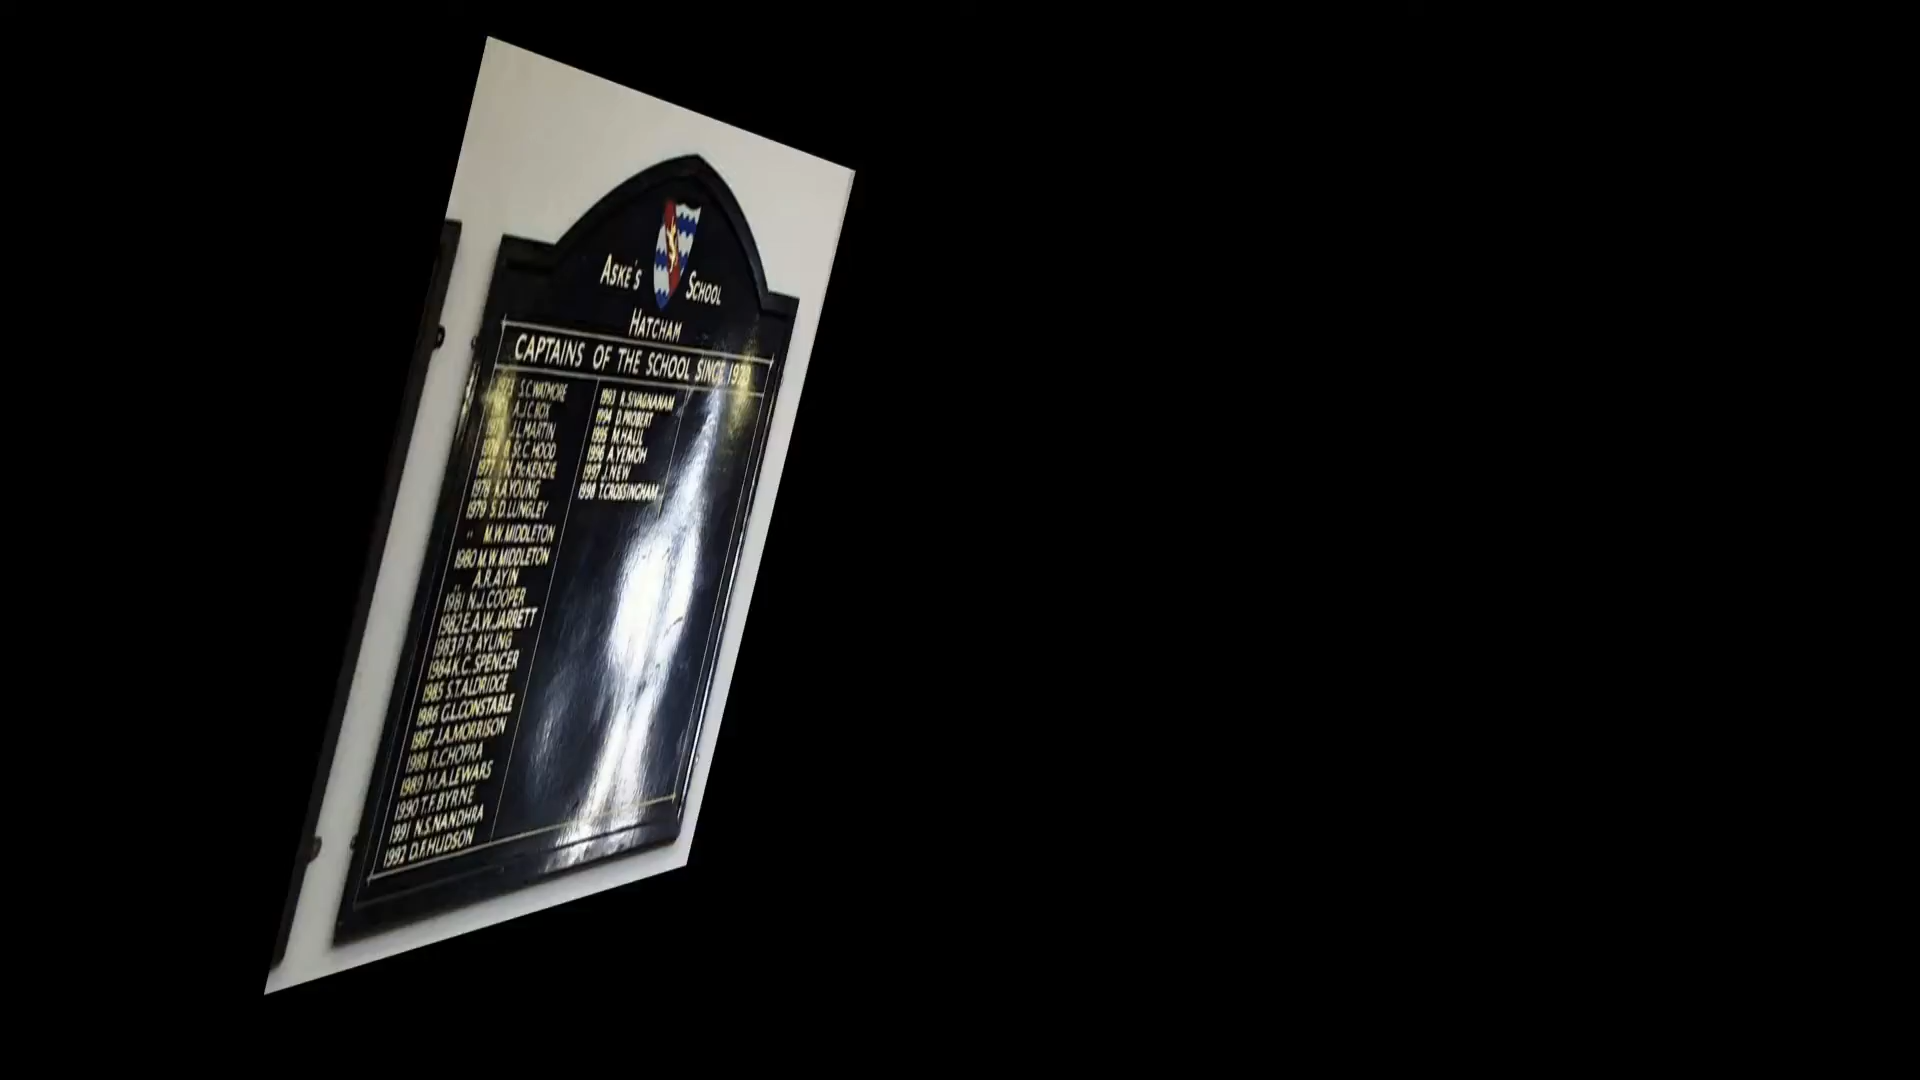 ASKE'S SCHOOL
HATCHAM
CAPTAINS OF THE SCHOOL SINCE 1973
1973 S.C.WATMORE
A.J.C.BOX
J.L.MARTIN
1976 R.St.C.HOOD
1977 I.N.McKENZIE
1978 K.A.YOUNG
1979 S.D.LUNGLEY
" M.W.MIDDLETON
1980 M.W.MIDDLETON
" A.R.AYIN
1981 N.J.COOPER
1982 E.A.W.JARRETT
1983 P.R.AYLING
1984 K.C.SPENCER
1985 S.T.ALDRIDGE
1986 G.L.CONSTABLE
1987 J.A.MORRISON
1988 R.CHOPRA
1989 M.A.LEWARS
1990 T.F.BYRNE
1991 N.S.NANDHRA
1992 D.F.HUDSON
1993 R.SIVAGNANAM
1994 D.PROBERT
1995 M.HALIL
1996 A.YEMOH
1997 J.NEW
1998 T.CROSSINGHAM